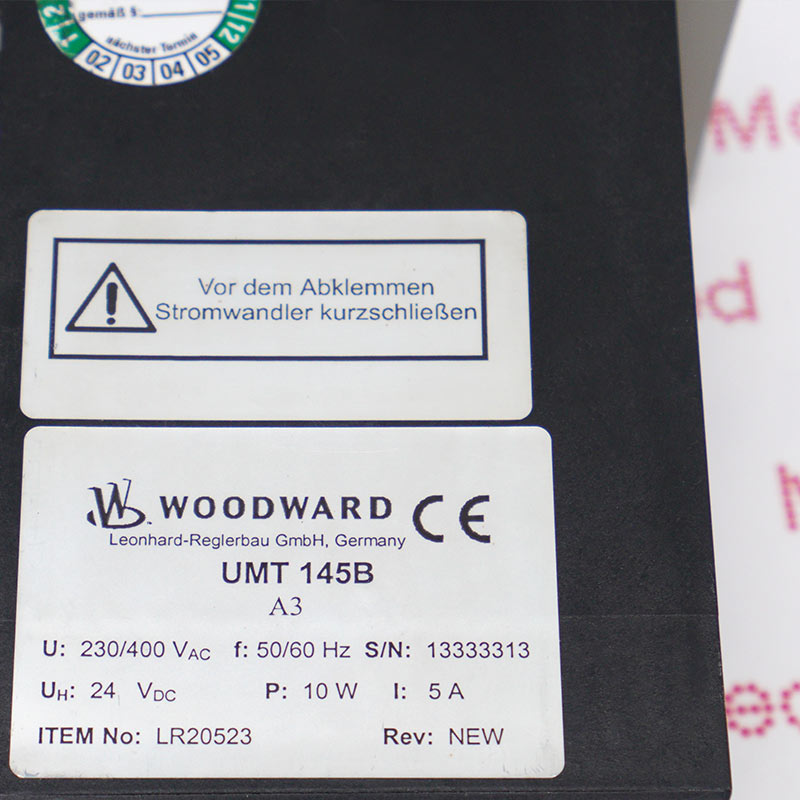 gemäß §:
nächster Termin
02 03 04 05
Vor dem Abklemmen
Stromwandler kurzschließen
WOODWARD CE
Leonhard-Reglerbau GmbH, Germany
UMT 145B
A3
U: 230/400 VAC f: 50/60 Hz S/N: 13333313
UH: 24 VDC P: 10 W I: 5 A
ITEM No: LR20523 Rev: NEW